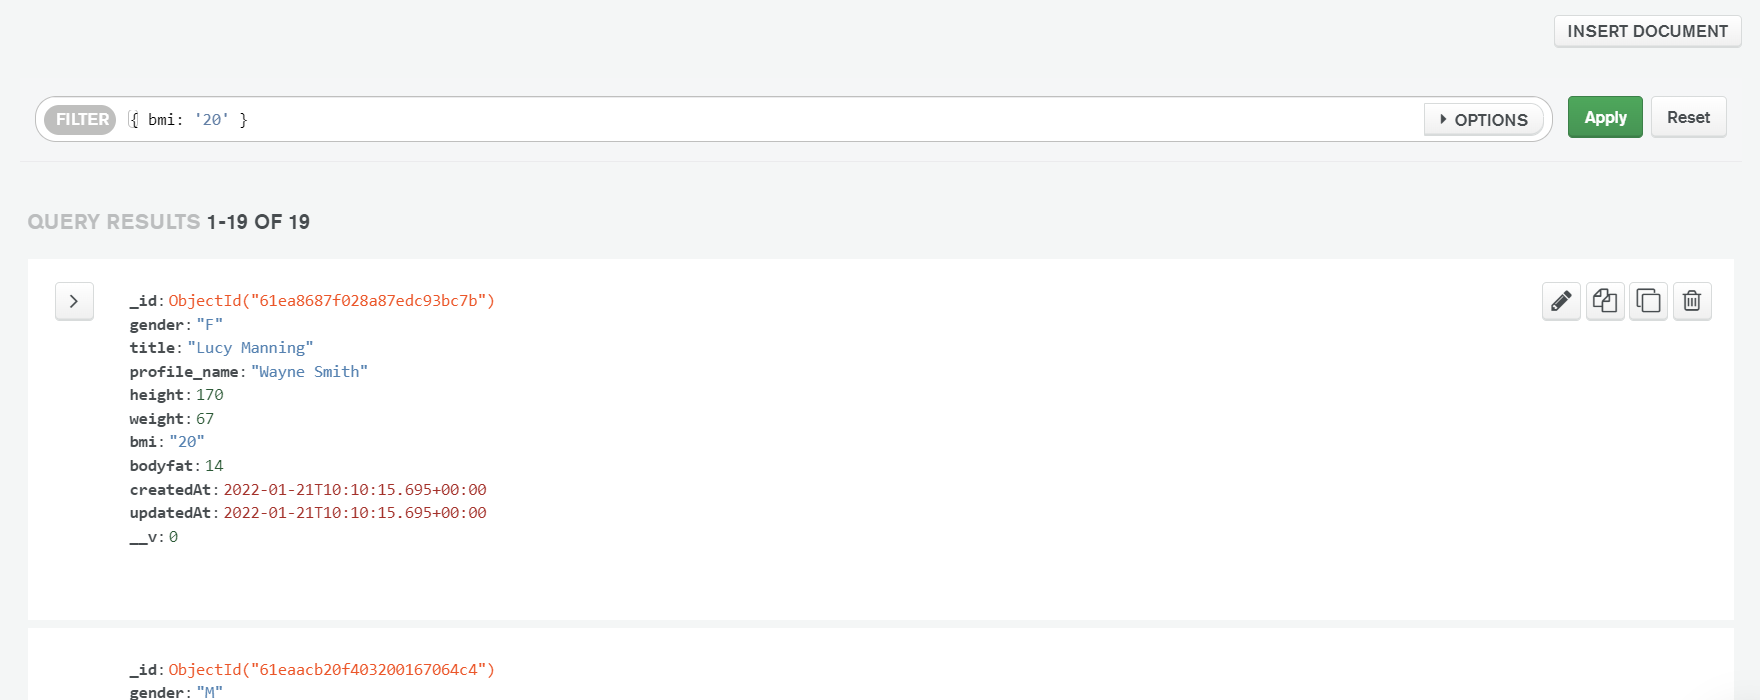 INSERT DOCUMENT
FILTER { bmi: '20' } OPTIONS Apply Reset
QUERY RESULTS 1-19 OF 19
_id: ObjectId("61ea8687f028a87edc93bc7b")
gender: "F"
title: "Lucy Manning"
profile_name: "Wayne Smith"
height: 170
weight: 67
bmi: "20"
bodyfat: 14
createdAt: 2022-01-21T10:10:15.695+00:00
updatedAt: 2022-01-21T10:10:15.695+00:00
__v: 0
_id: ObjectId("61eaacb20f403200167064c4")
gender: "M"